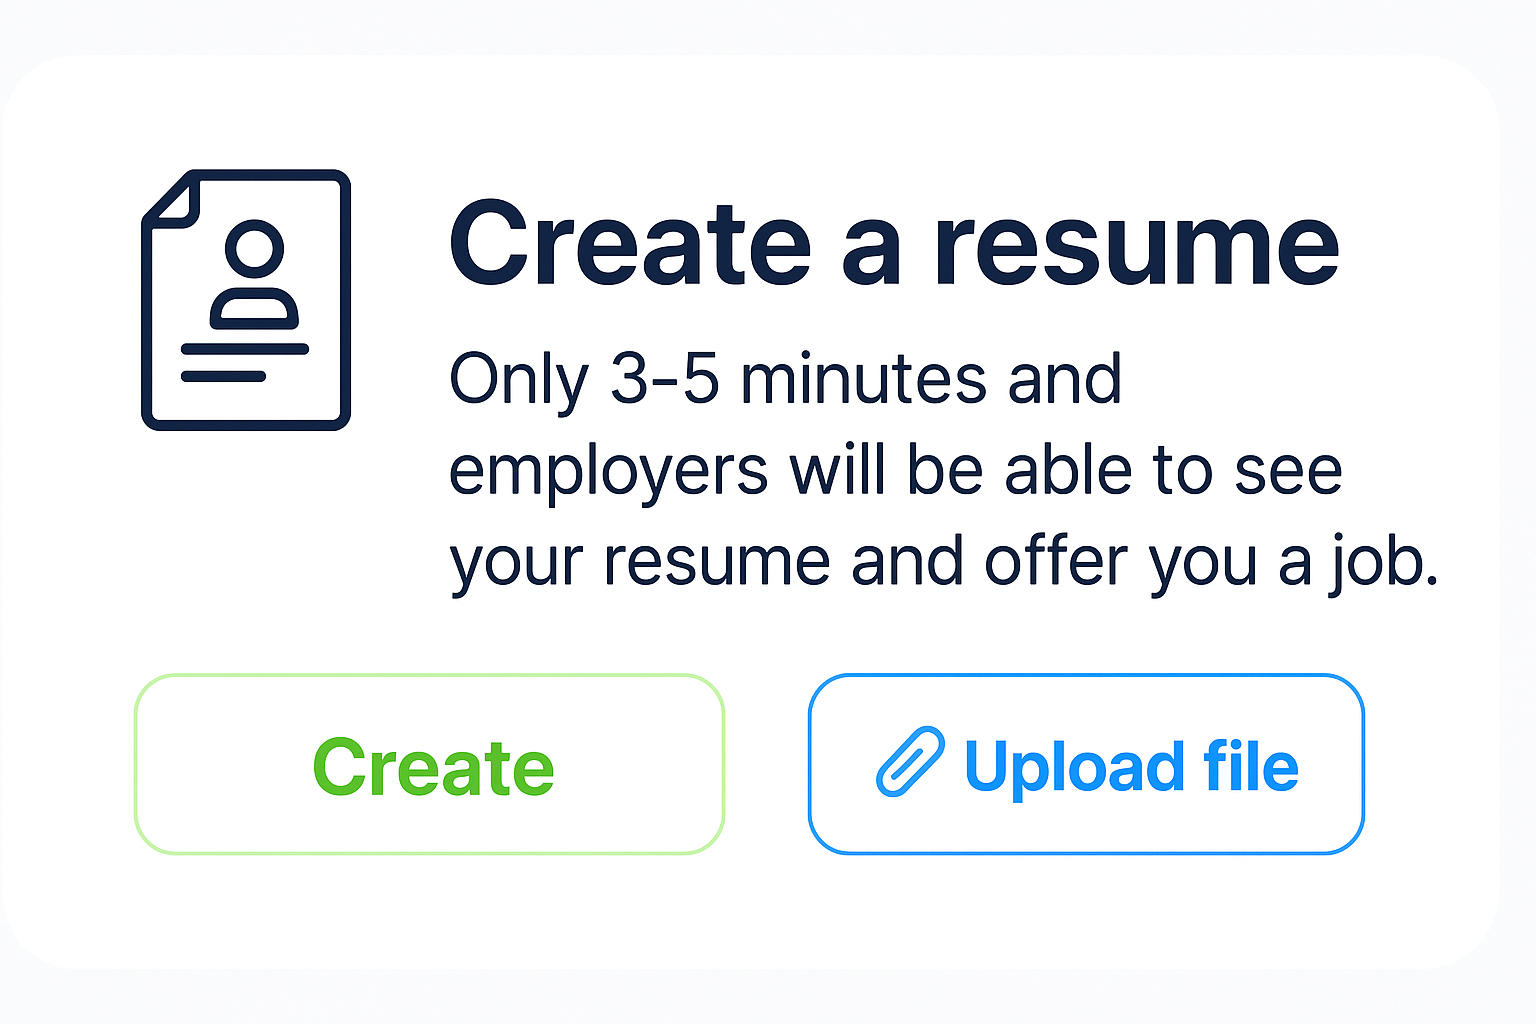 Create a resume
Only 3-5 minutes and
employers will be able to see
your resume and offer you a job.
Create
Upload file